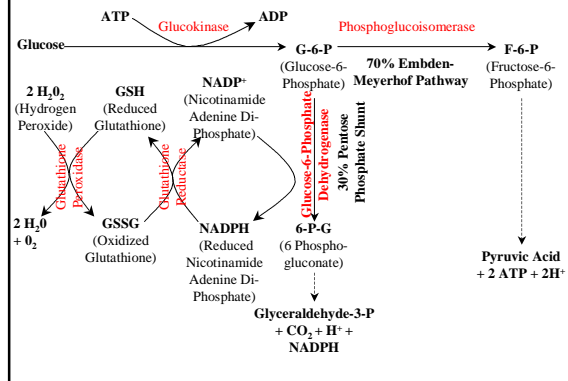 ATP
Glucokinase
ADP
Glucose
G-6-P
(Glucose-6-
Phosphate)
Phosphoglucoisomerase
70% Embden-
Meyerhof Pathway
F-6-P
(Fructose-6-
Phosphate)
2 H₂0₂
(Hydrogen
Peroxide)
GSH
(Reduced
Glutathione)
NADP⁺
(Nicotinamide
Adenine Di-
Phosphate)
Glutathione
Peroxidase
Glutathione
Reductase
Glucose-6-Phosphate
Dehydrogenase
30% Pentose
Phosphate Shunt
2 H₂0
+ 0₂
GSSG
(Oxidized
Glutathione)
NADPH
(Reduced
Nicotinamide
Adenine Di-
Phosphate)
6-P-G
(6 Phospho-
gluconate)
Pyruvic Acid
+ 2 ATP + 2H⁺
Glyceraldehyde-3-P
+ CO₂ + H⁺ +
NADPH